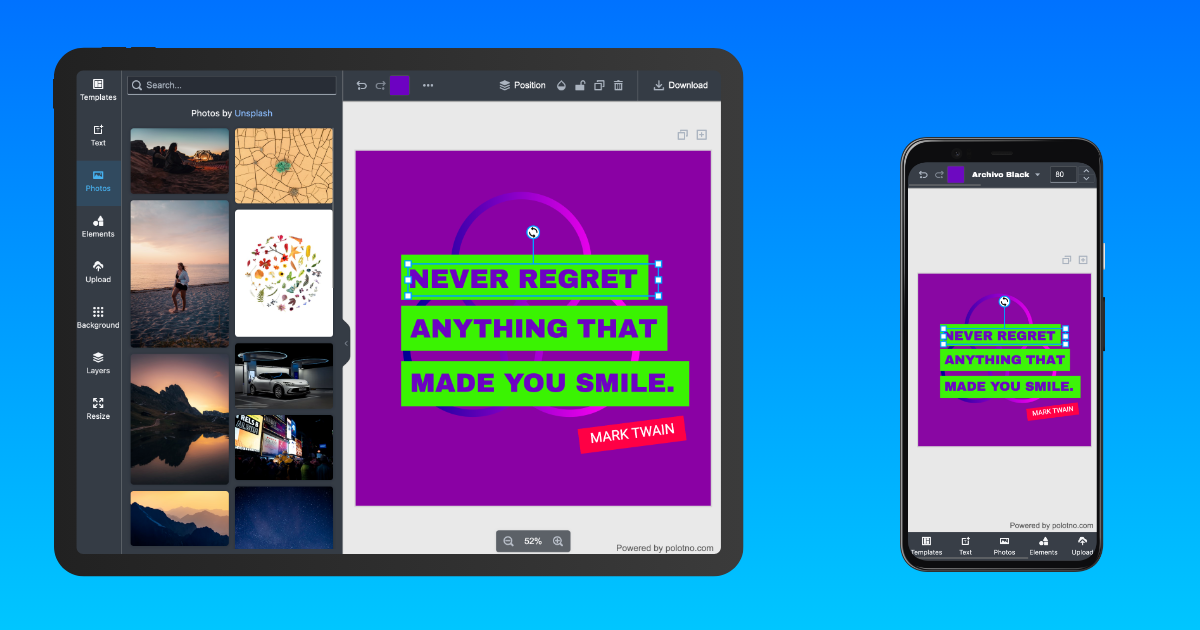 Templates
Text
Photos
Elements
Upload
Background
Layers
Resize
Search...
Photos by Unsplash
Position
Download
NEVER REGRET
ANYTHING THAT
MADE YOU SMILE.
MARK TWAIN
52%
Powered by polotno.com
Archivo Black
80
NEVER REGRET
ANYTHING THAT
MADE YOU SMILE.
MARK TWAIN
Powered by polotno.com
Templates
Text
Photos
Elements
Upload